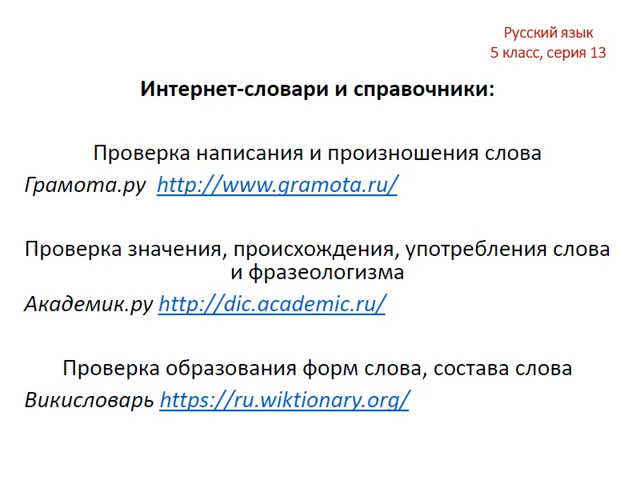 Русский язык
5 класс, серия 13
Интернет-словари и справочники:
Проверка написания и произношения слова
Грамота.ру http://www.gramota.ru/
Проверка значения, происхождения, употребления слова
и фразеологизма
Академик.ру http://dic.academic.ru/
Проверка образования форм слова, состава слова
Викисловарь https://ru.wiktionary.org/